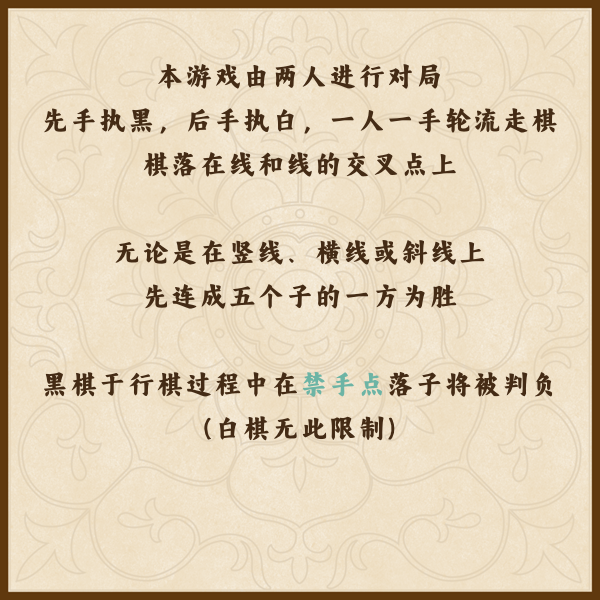 本游戏由两人进行对局
先手执黑，后手执白，一人一手轮流走棋
棋落在线和线的交叉点上
无论是在竖线、横线或斜线上
先连成五个子的一方为胜
黑棋于行棋过程中在禁手点落子将被判负
(白棋无此限制)